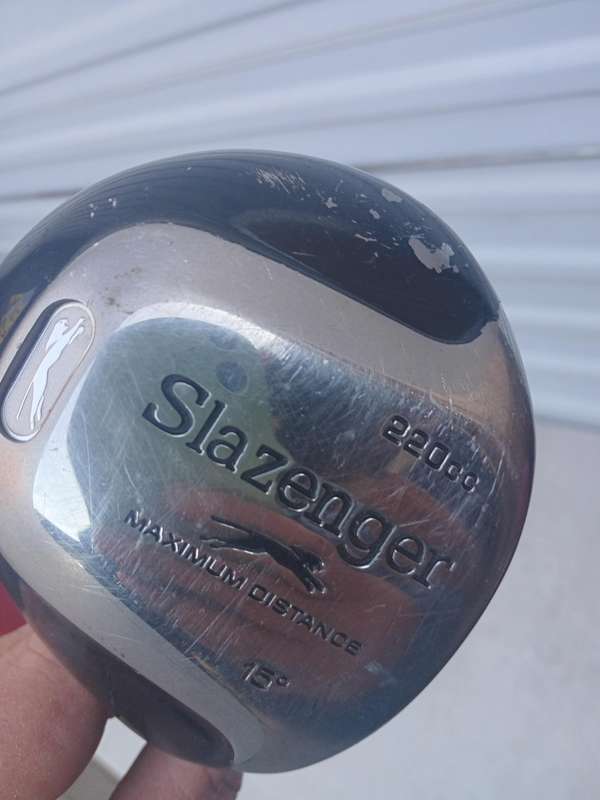 Slazenger
220cc
MAXIMUM DISTANCE
15°